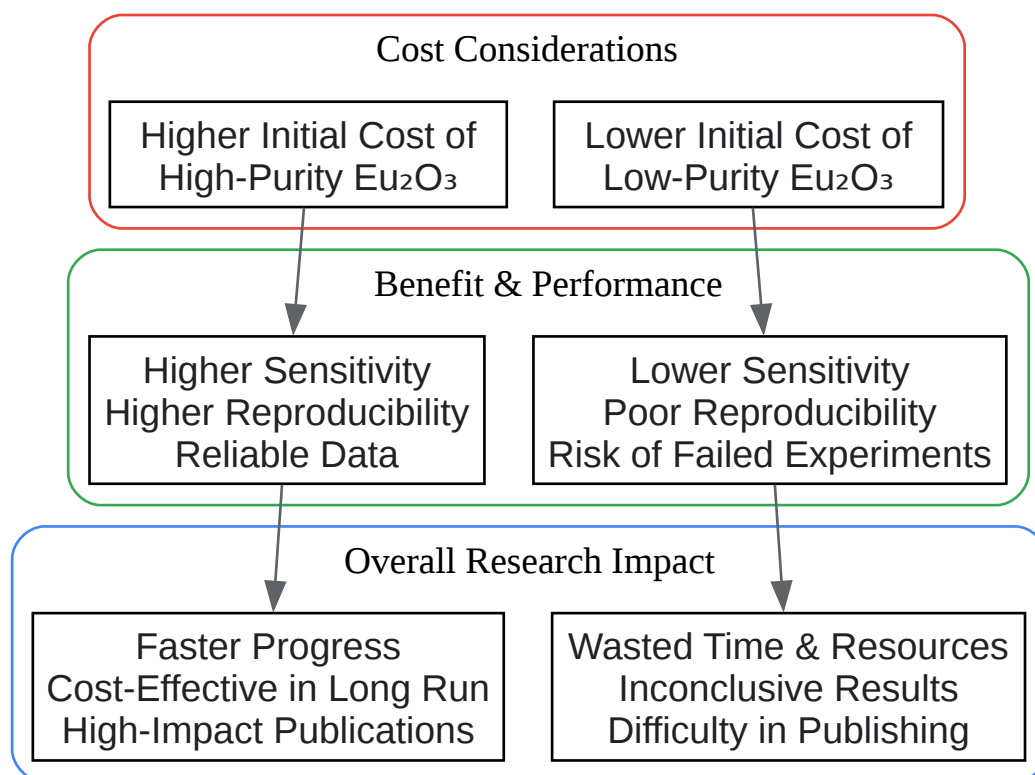 Cost Considerations
Higher Initial Cost of
High-Purity Eu₂O₃
Lower Initial Cost of
Low-Purity Eu₂O₃
Benefit & Performance
Higher Sensitivity
Higher Reproducibility
Reliable Data
Lower Sensitivity
Poor Reproducibility
Risk of Failed Experiments
Overall Research Impact
Faster Progress
Cost-Effective in Long Run
High-Impact Publications
Wasted Time & Resources
Inconclusive Results
Difficulty in Publishing